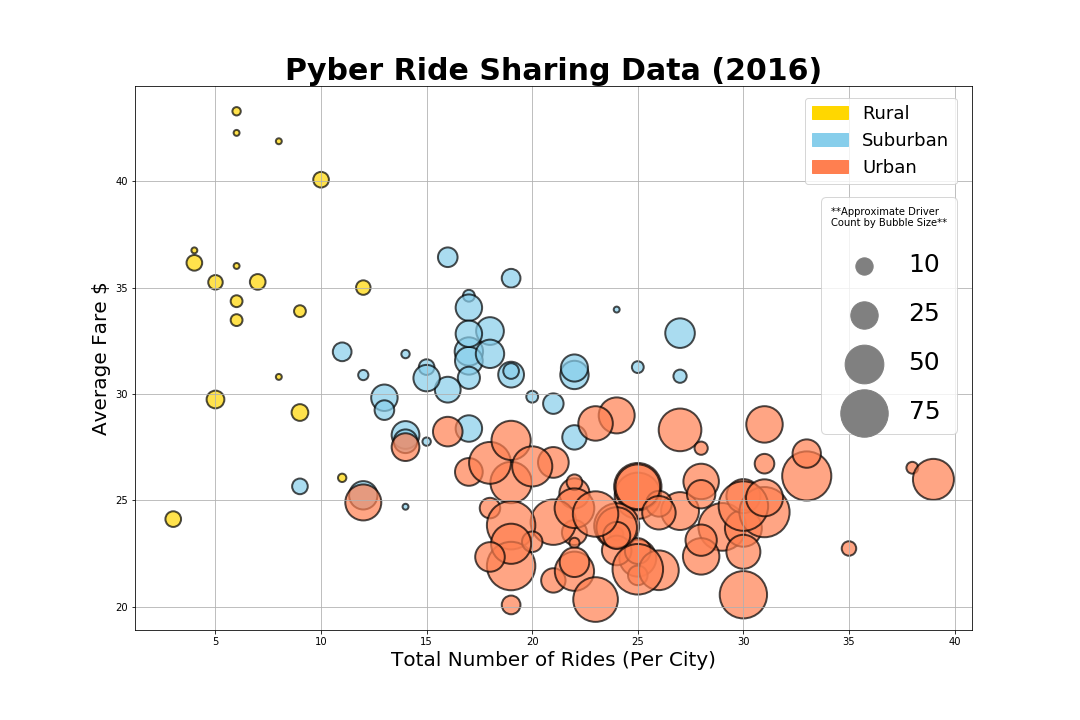 Pyber Ride Sharing Data (2016)
Rural
Suburban
Urban
**Approximate Driver
Count by Bubble Size**
10
25
50
75
Average Fare $
40
35
30
25
20
5
10
15
20
25
30
35
40
Total Number of Rides (Per City)